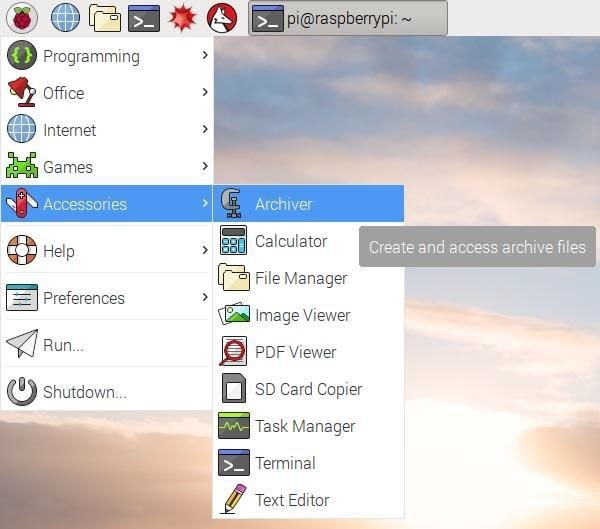 pi@raspberrypi: ~
Programming
Office
Internet
Games
Accessories
Help
Preferences
Run...
Shutdown...
Archiver
Calculator
File Manager
Image Viewer
PDF Viewer
SD Card Copier
Task Manager
Terminal
Text Editor
Create and access archive files